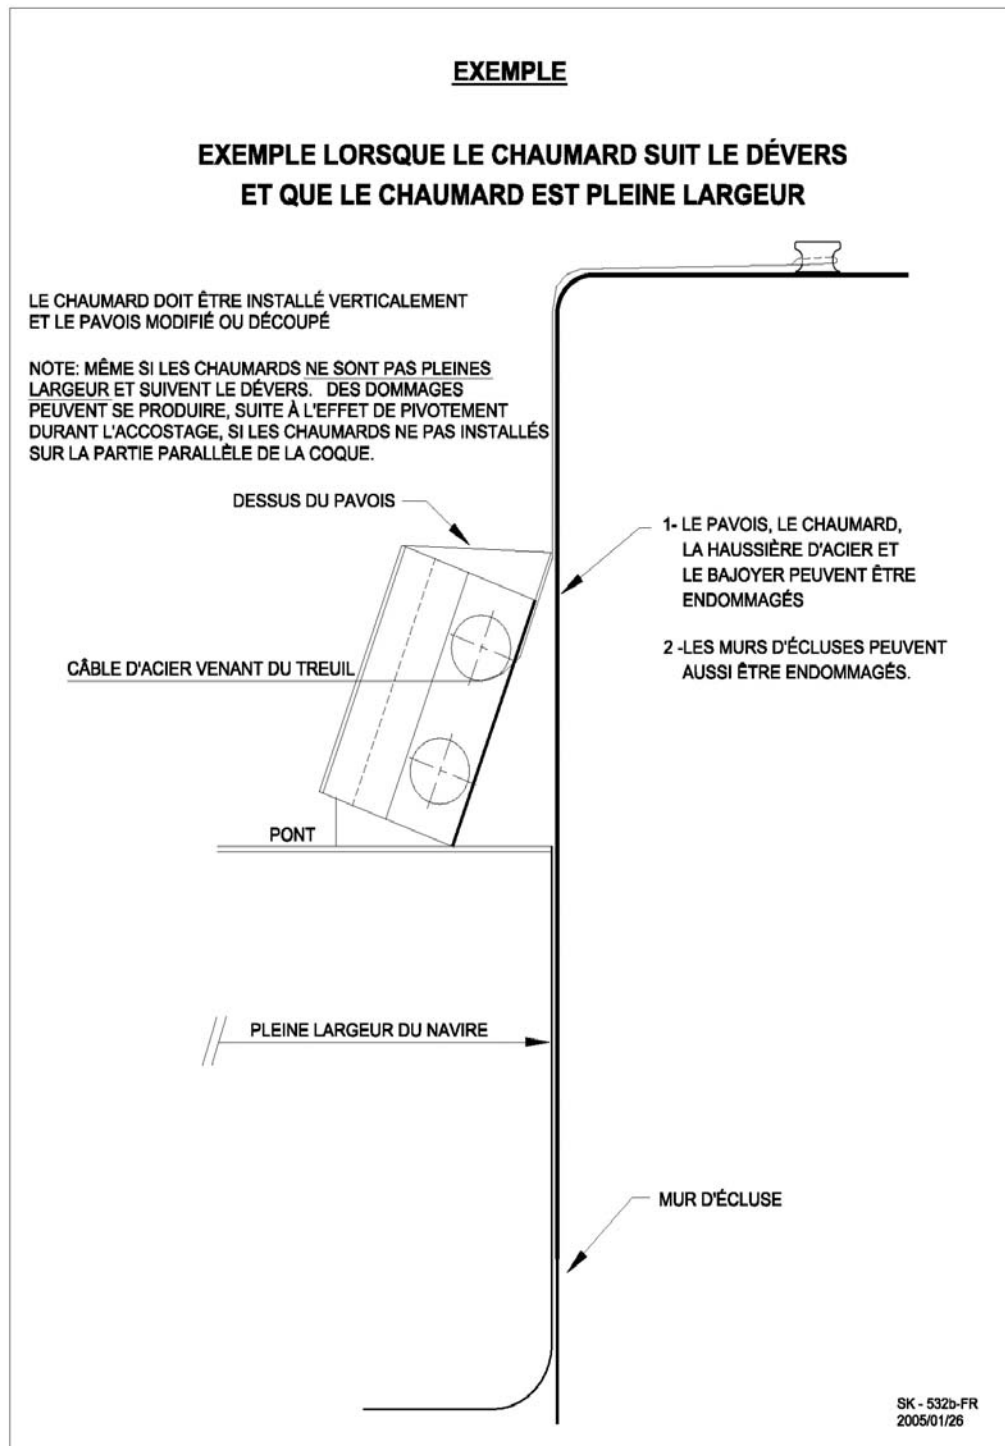 EXEMPLE
EXEMPLE LORSQUE LE CHAUMARD SUIT LE DÉVERS
ET QUE LE CHAUMARD EST PLEINE LARGEUR
LE CHAUMARD DOIT ÊTRE INSTALLÉ VERTICALEMENT
ET LE PAVOIS MODIFIÉ OU DÉCOUPÉ
NOTE: MÊME SI LES CHAUMARDS NE SONT PAS PLEINES
LARGEUR ET SUIVENT LE DÉVERS. DES DOMMAGES
PEUVENT SE PRODUIRE, SUITE À L'EFFET DE PIVOTEMENT
DURANT L'ACCOSTAGE, SI LES CHAUMARDS NE PAS INSTALLÉS
SUR LA PARTIE PARALLÈLE DE LA COQUE.
DESSUS DU PAVOIS
1- LE PAVOIS, LE CHAUMARD,
LA HAUSSIÈRE D'ACIER ET
LE BAJOYER PEUVENT ÊTRE
ENDOMMAGÉS
2 -LES MURS D'ÉCLUSES PEUVENT
AUSSI ÊTRE ENDOMMAGÉS.
CÂBLE D'ACIER VENANT DU TREUIL
PONT
PLEINE LARGEUR DU NAVIRE
MUR D'ÉCLUSE
SK - 532b-FR
2005/01/26